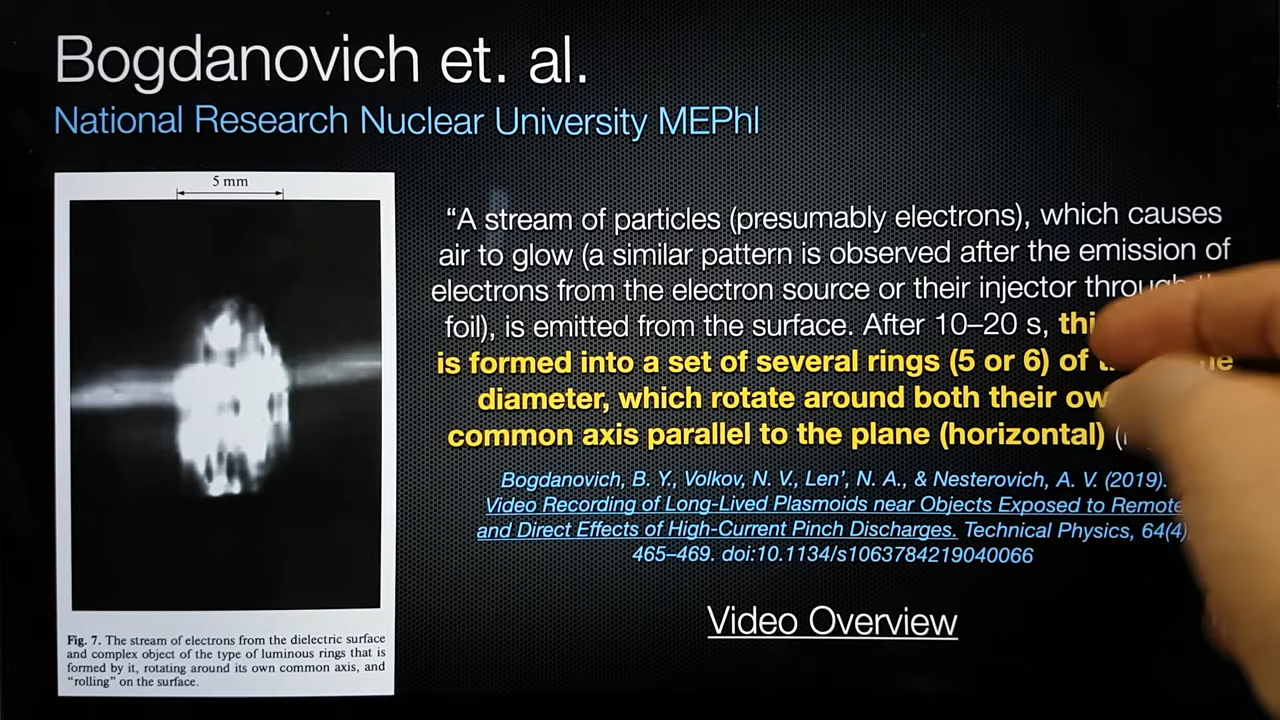 Bogdanovich et. al.
National Research Nuclear University MEPhI
5 mm
Fig. 7. The stream of electrons from the dielectric surface
and complex object of the type of luminous rings that is
formed by it, rotating around its own common axis, and
“rolling” on the surface.
“A stream of particles (presumably electrons), which causes
air to glow (a similar pattern is observed after the emission of
electrons from the electron source or their injector through
foil), is emitted from the surface. After 10–20 s,
is formed into a set of several rings (5 or 6) of
diameter, which rotate around both their
common axis parallel to the plane (horizontal)
Bogdanovich, B. Y., Volkov, N. V., Len’, N. A., & Nesterovich, A. V. (2019).
Video Recording of Long-Lived Plasmoids near Objects Exposed to Remote
and Direct Effects of High-Current Pinch Discharges. Technical Physics, 64(4)
465–469. doi:10.1134/s1063784219040066
Video Overview